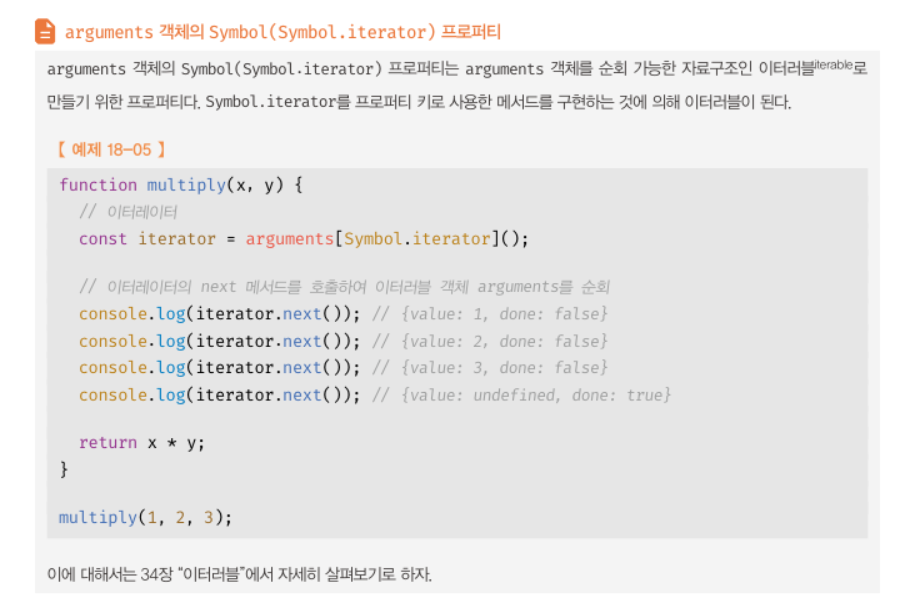 arguments 객체의 Symbol(Symbol.iterator) 프로퍼티
arguments 객체의 Symbol(Symbol.iterator) 프로퍼티는 arguments 객체를 순회 가능한 자료구조인 이터러블iterable로
만들기 위한 프로퍼티다. Symbol.iterator를 프로퍼티 키로 사용한 메서드를 구현하는 것에 의해 이터러블이 된다.
【 예제 18-05 】
function multiply(x, y) {
  // 이터레이터
  const iterator = arguments[Symbol.iterator]();

  // 이터레이터의 next 메서드를 호출하여 이터러블 객체 arguments를 순회
  console.log(iterator.next()); // {value: 1, done: false}
  console.log(iterator.next()); // {value: 2, done: false}
  console.log(iterator.next()); // {value: 3, done: false}
  console.log(iterator.next()); // {value: undefined, done: true}

  return x * y;
}

multiply(1, 2, 3);
이에 대해서는 34장 “이터러블”에서 자세히 살펴보기로 하자.